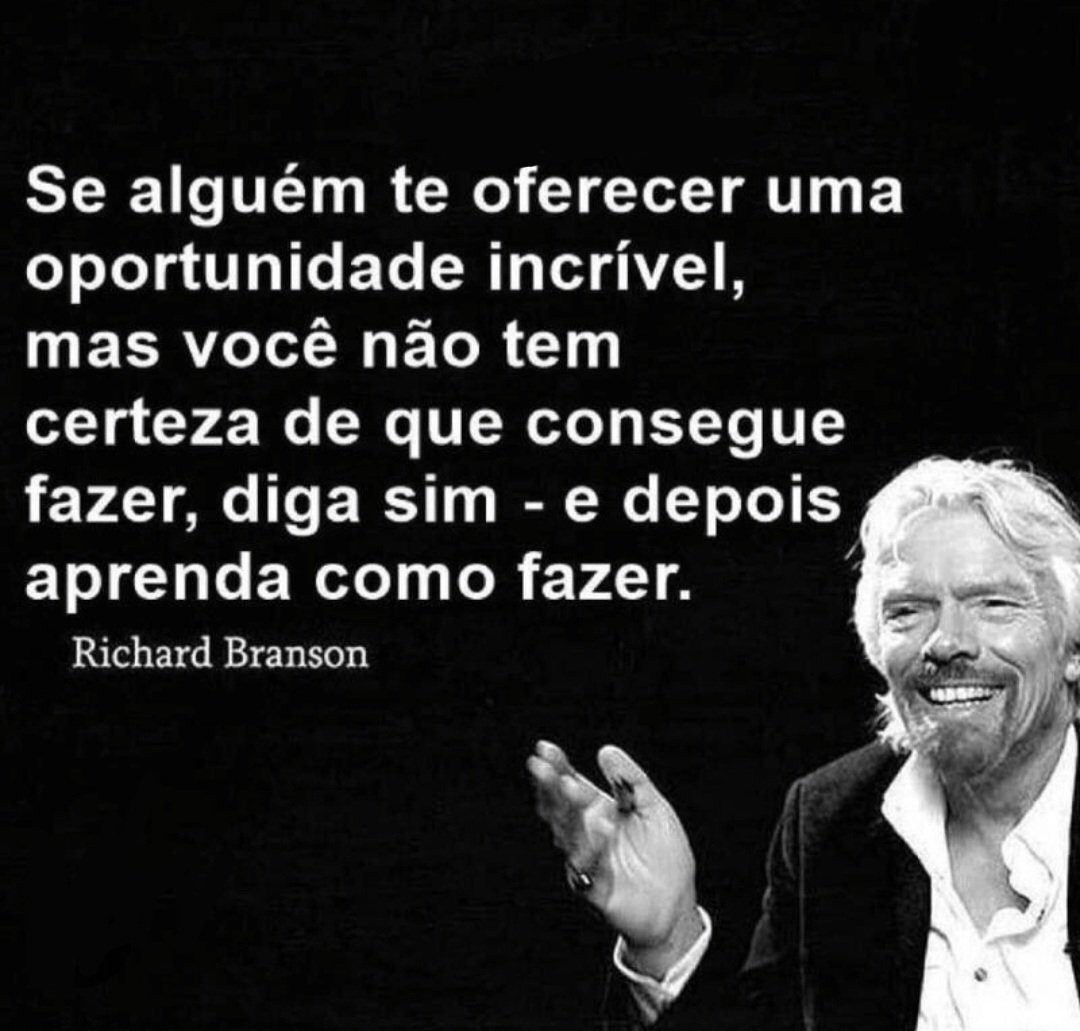 Se alguém te oferecer uma
oportunidade incrível,
mas você não tem
certeza de que consegue
fazer, diga sim - e depois
aprenda como fazer.
Richard Branson